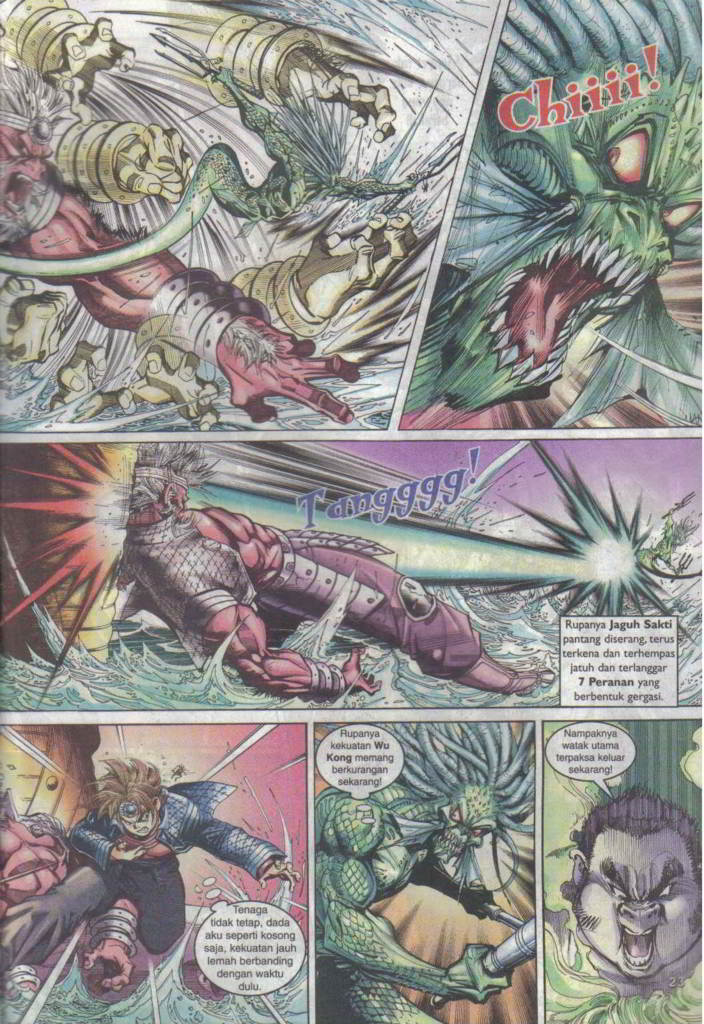 Chiiii!
Tangggg!
Rupanya Jaguh Sakti
pantang diserang, terus
terkena dan terhempas
jatuh dan terlanggar
7 Peranan yang
berbentuk gergasi.
Tenaga
tidak tetap, dada
aku seperti kosong
saja, kekuatan jauh
lemah berbanding
dengan waktu
dulu.
Rupanya
kekuatan Wu
Kong memang
berkurangan
sekarang!
Nampaknya
watak utama
terpaksa keluar
sekarang!